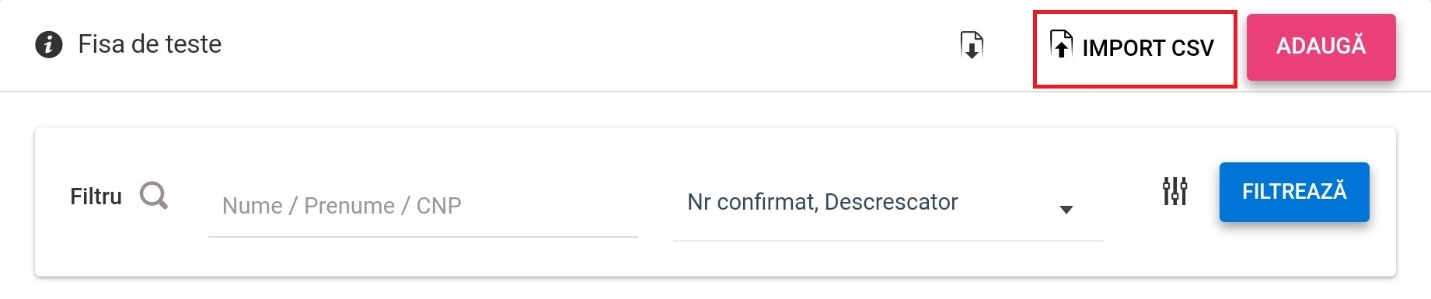 Fisa de teste
IMPORT CSV
ADAUGĂ
Filtru
Nume / Prenume / CNP
Nr confirmat, Descrescator
FILTREAZĂ